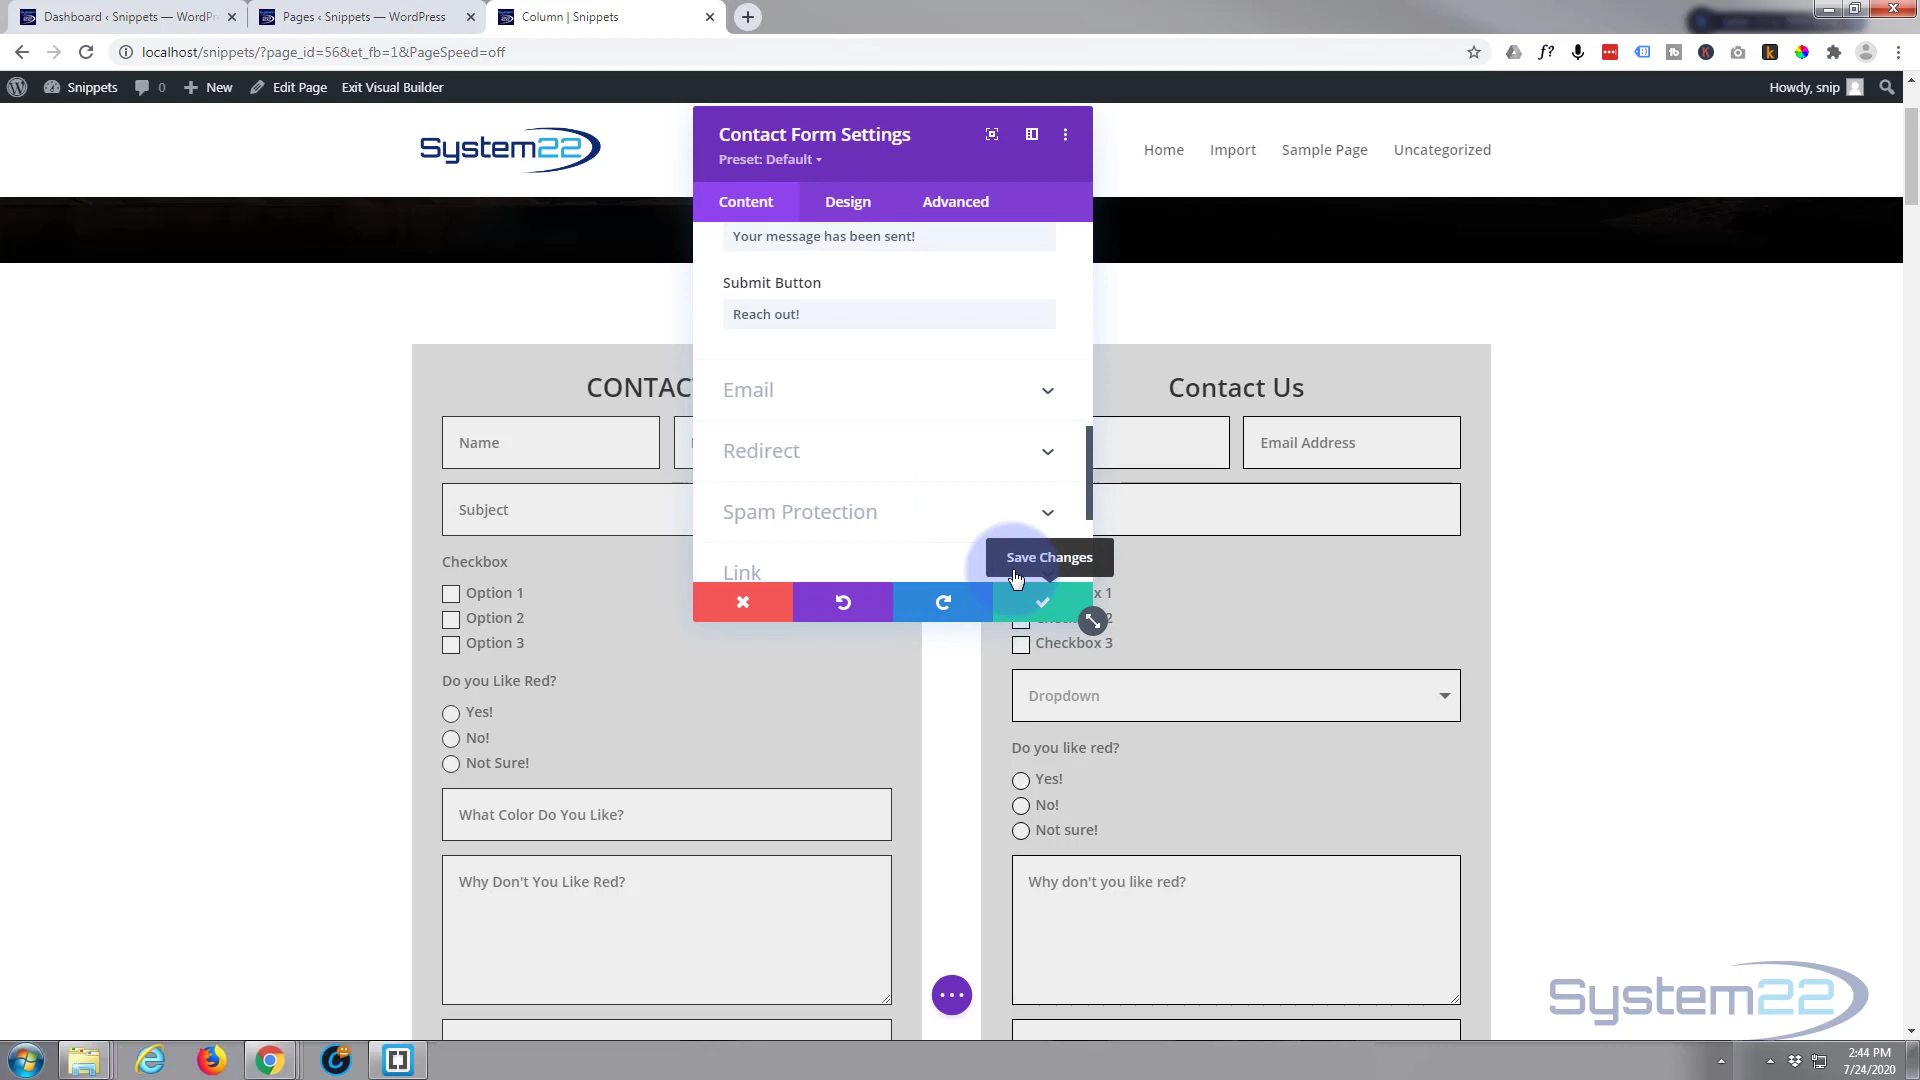 Dashboard ‹ Snippets — WordPr
Pages ‹ Snippets — WordPress
Column | Snippets
localhost/snippets/?page_id=56&et_fb=1&PageSpeed=off
Snippets
0
New
Edit Page
Exit Visual Builder
Howdy, snip
System22
Home
Import
Sample Page
Uncategorized
Contact Form Settings
Preset: Default
Content
Design
Advanced
Your message has been sent!
Submit Button
Reach out!
Email
Redirect
Spam Protection
Link
Save Changes
CONTAC
Name
Subject
Checkbox
Option 1
Option 2
Option 3
Do you Like Red?
Yes!
No!
Not Sure!
What Color Do You Like?
Why Don't You Like Red?
Contact Us
Email Address
x 1
2
Checkbox 3
Dropdown
Do you like red?
Yes!
No!
Not sure!
Why don't you like red?
System22
2:44 PM
7/24/2020